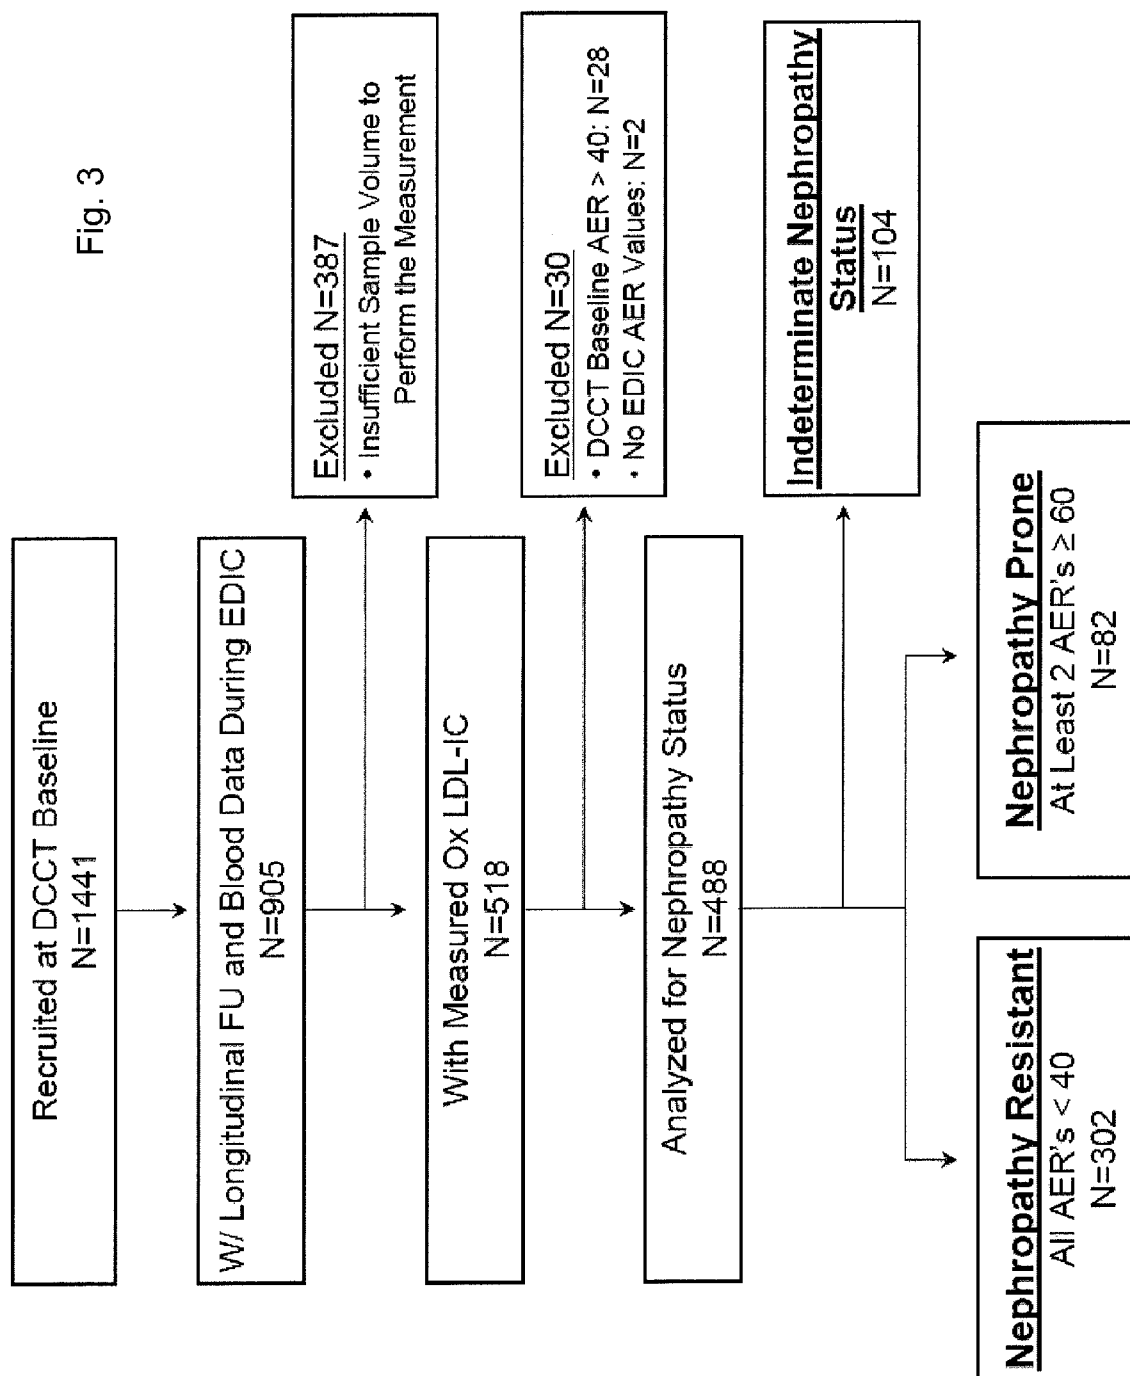 Fig. 3
Recruited at DCCT Baseline
N=1441
W/ Longitudinal FU and Blood Data During EDIC
N=905
Excluded N=387
• Insufficient Sample Volume to
Perform the Measurement
With Measured Ox LDL-IC
N=518
Excluded N=30
• DCCT Baseline AER > 40: N=28
• No EDIC AER Values: N=2
Analyzed for Nephropathy Status
N=488
Indeterminate Nephropathy
Status
N=104
Nephropathy Resistant
All AER's < 40
N=302
Nephropathy Prone
At Least 2 AER's ≥ 60
N=82